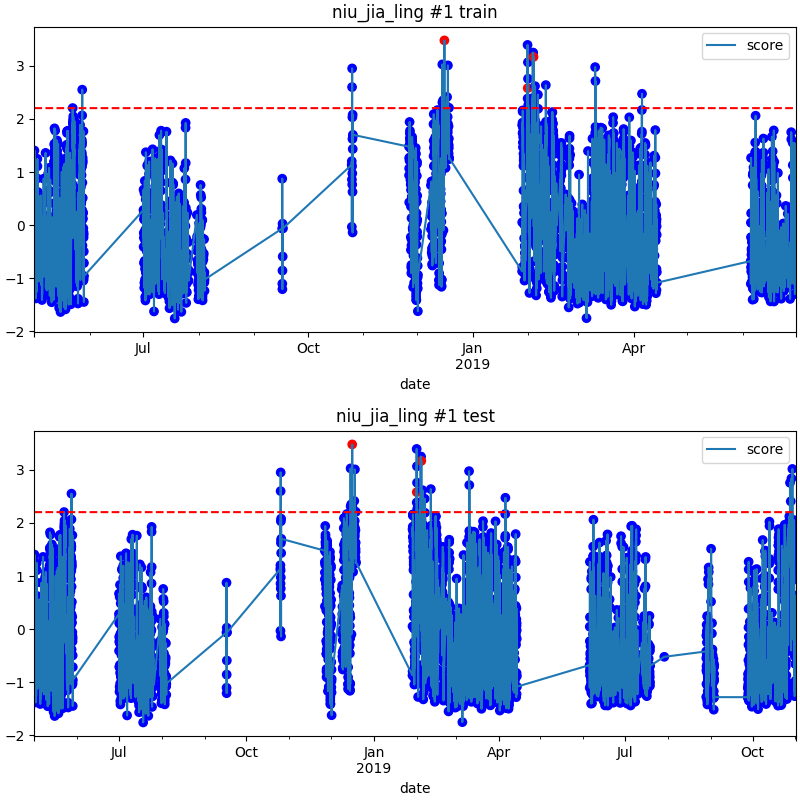 niu_jia_ling #1 train
score
3
2
1
0
−1
−2
Jul
Oct
Jan
2019
Apr
date
niu_jia_ling #1 test
score
3
2
1
0
−1
−2
Jul
Oct
Jan
2019
Apr
Jul
Oct
date